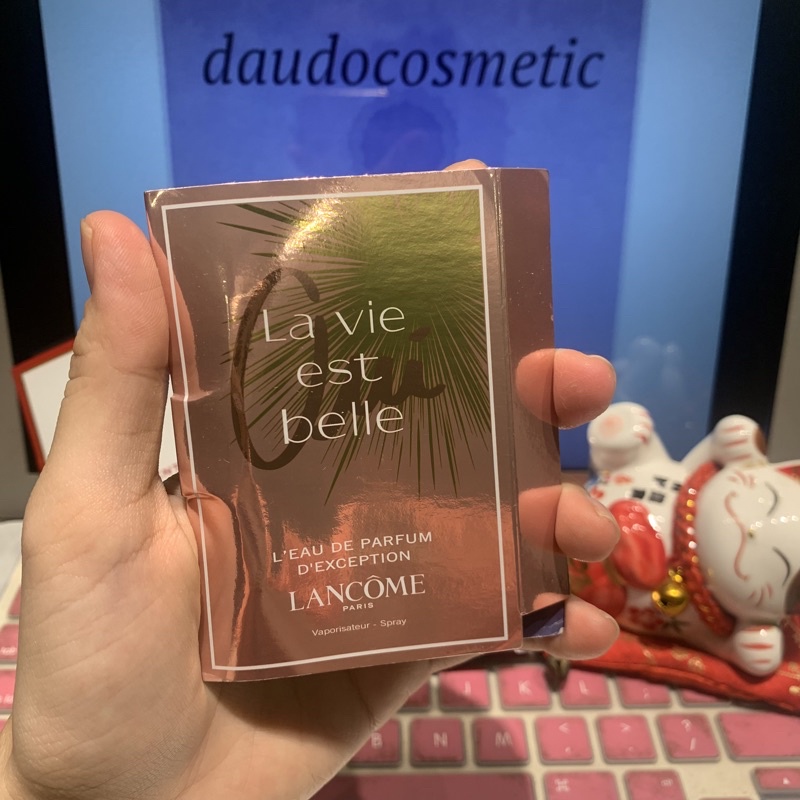 daudocosmetic
La vie
est
belle
Oui
L'EAU DE PARFUM
D'EXCEPTION
LANCÔME
PARIS
Vaporisateur - Spray
J K L
B N M < > ?
⌘